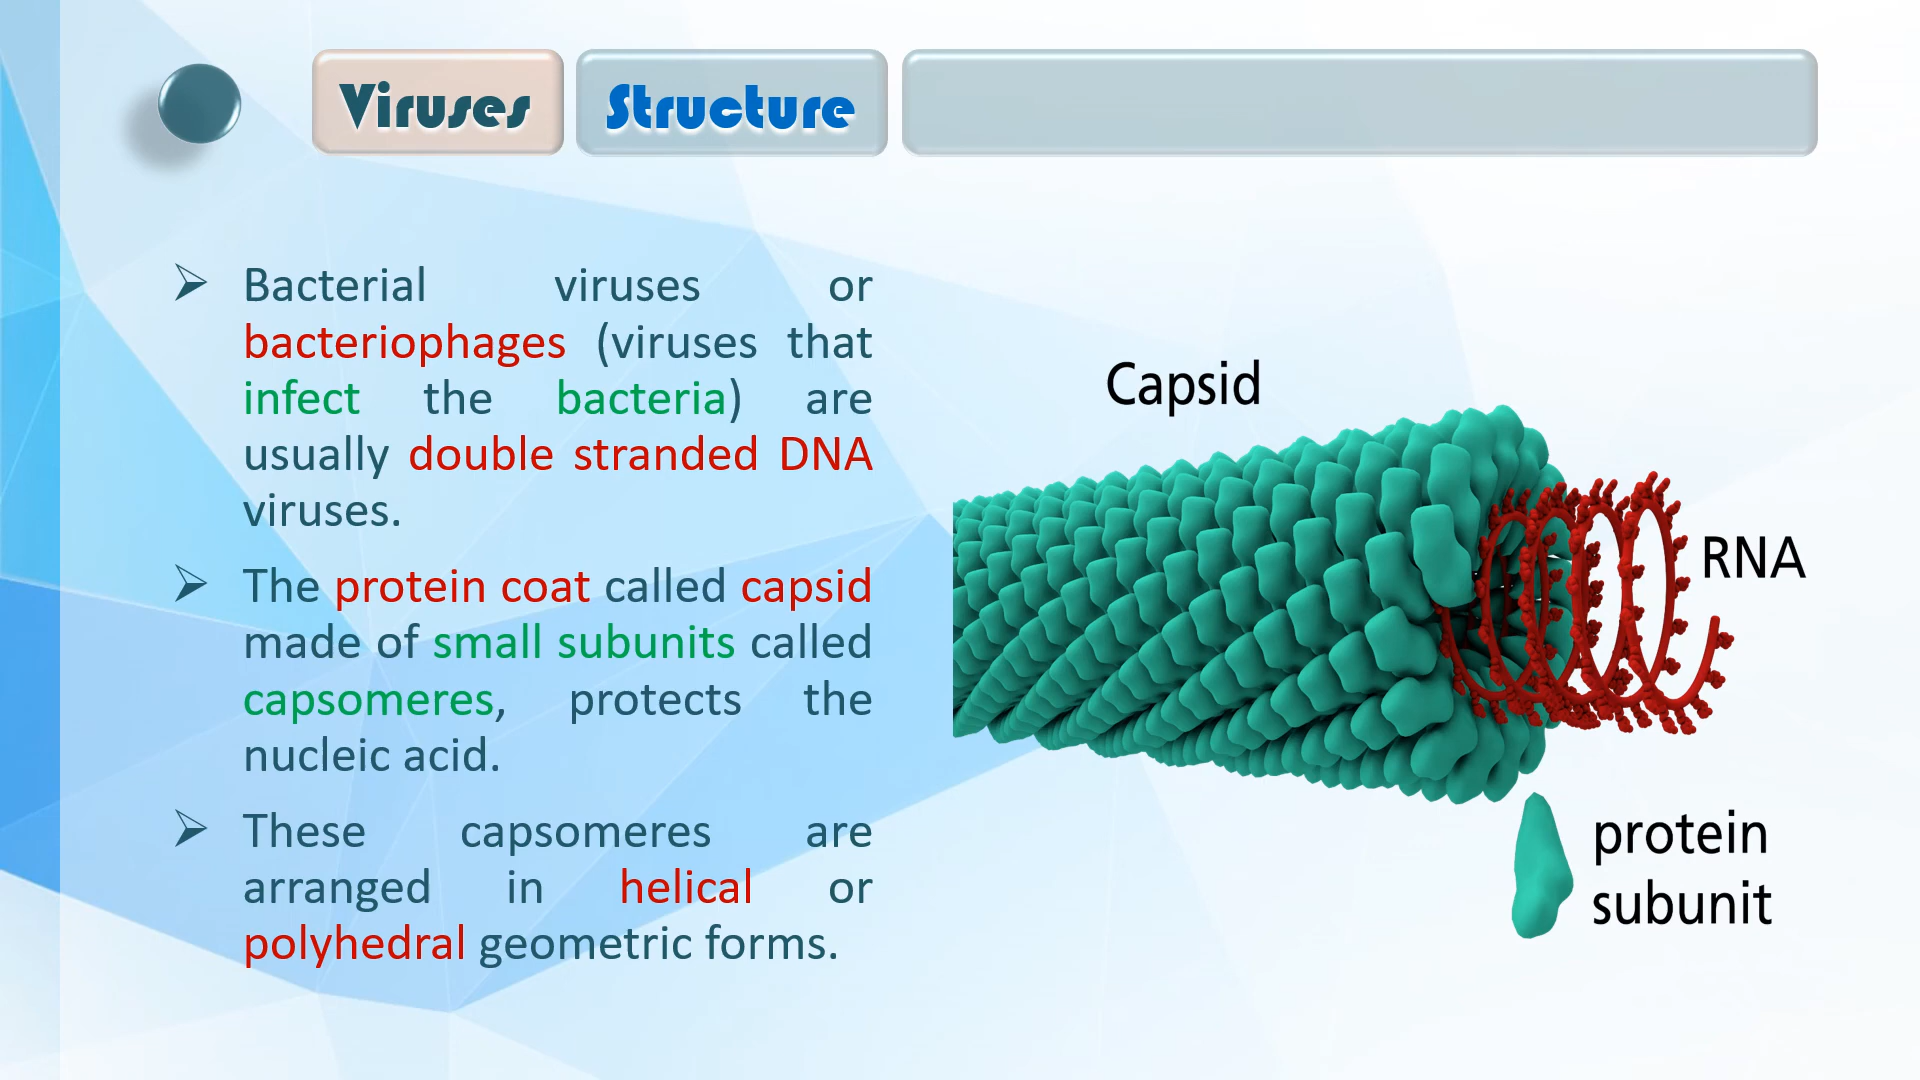 Viruses
Structure
➢ Bacterial viruses or
bacteriophages (viruses that
infect the bacteria) are
usually double stranded DNA
viruses.
➢ The protein coat called capsid
made of small subunits called
capsomeres, protects the
nucleic acid.
➢ These capsomeres are
arranged in helical or
polyhedral geometric forms.
Capsid
RNA
protein
subunit